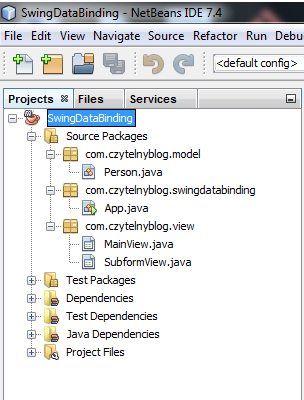 SwingDataBinding - NetBeans IDE 7.4
File Edit View Navigate Source Refactor Run Debu
<default config>
Projects Files Services
SwingDataBinding
Source Packages
com.czytelnyblog.model
Person.java
com.czytelnyblog.swingdatabinding
App.java
com.czytelnyblog.view
MainView.java
SubformView.java
Test Packages
Dependencies
Test Dependencies
Java Dependencies
Project Files